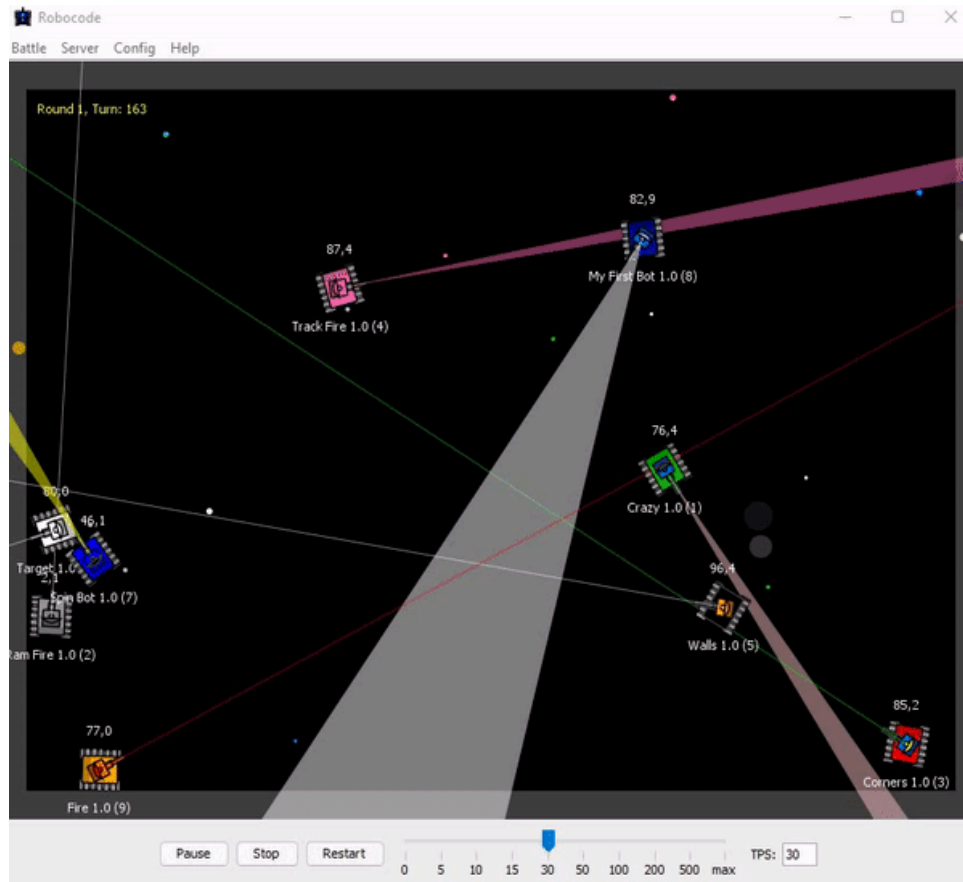 Robocode
Battle Server Config Help
Round 1, Turn: 163
82,9
My First Bot 1.0 (8)
87,4
Track Fire 1.0 (4)
76,4
Crazy 1.0 (1)
80,0
46,1
Target 1.0
2,1
Spin Bot 1.0 (7)
96,4
Walls 1.0 (5)
Ram Fire 1.0 (2)
85,2
Corners 1.0 (3)
77,0
Fire 1.0 (9)
Pause Stop Restart
0 5 10 15 30 50 100 200 500 max
TPS: 30